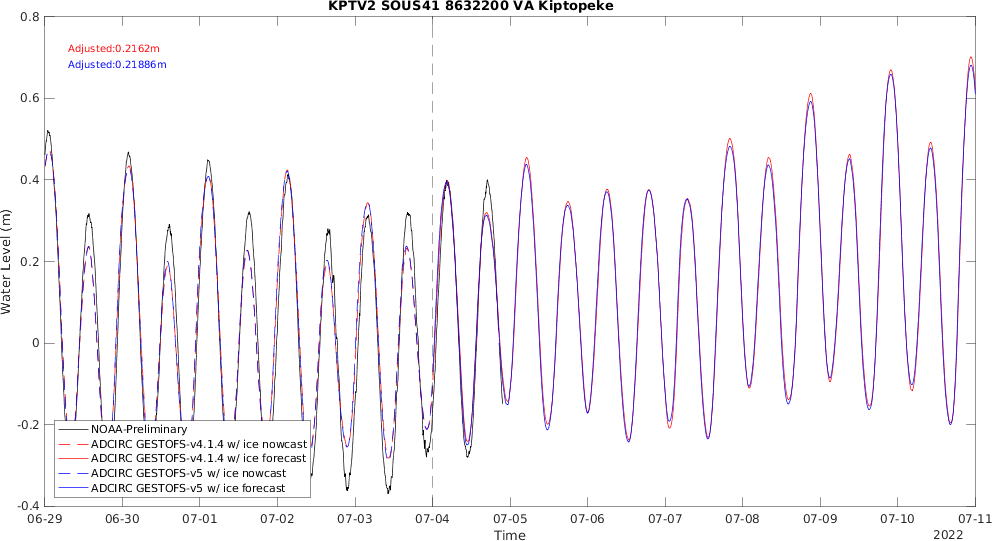 KPTV2 SOUS41 8632200 VA Kiptopeke
0.8
Adjusted:0.2162m
Adjusted:0.21886m
0.6
0.4
0.2
0
-0.2
-0.4
Water Level (m)
NOAA-Preliminary
ADCIRC GESTOFS-v4.1.4 w/ ice nowcast
ADCIRC GESTOFS-v4.1.4 w/ ice forecast
ADCIRC GESTOFS-v5 w/ ice nowcast
ADCIRC GESTOFS-v5 w/ ice forecast
06-29 06-30 07-01 07-02 07-03 07-04 07-05 07-06 07-07 07-08 07-09 07-10 07-11
Time
2022